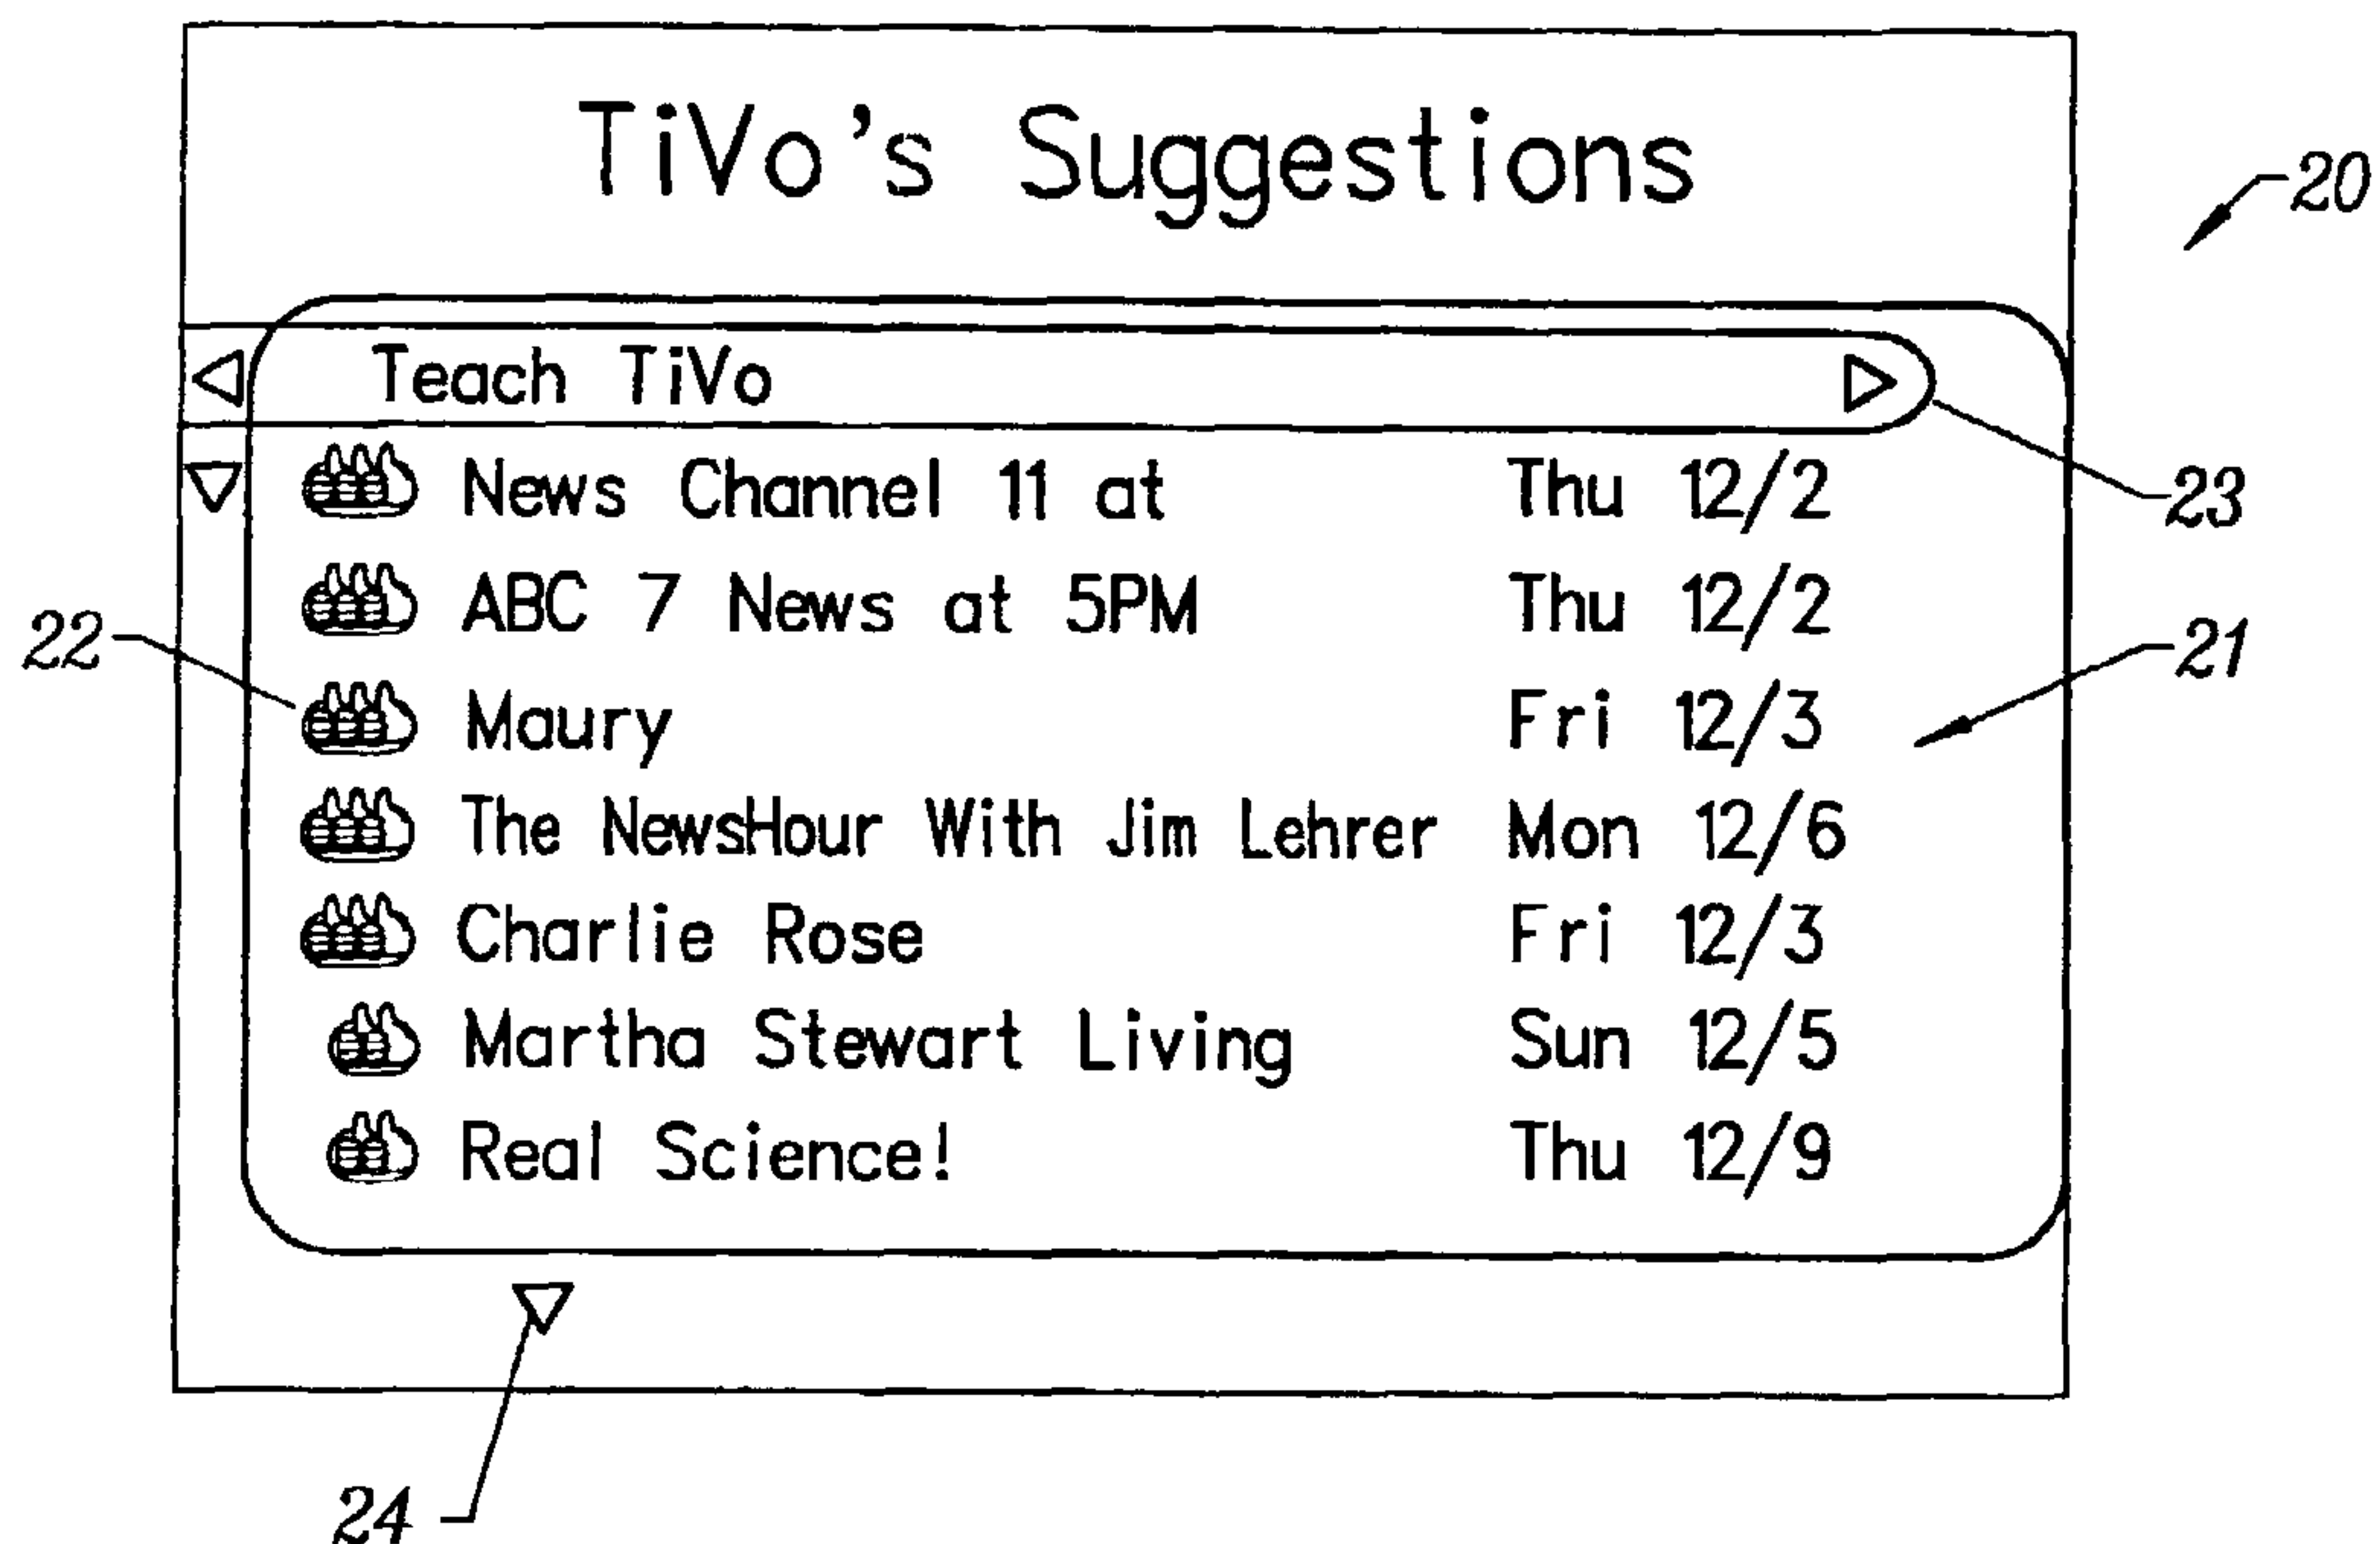 TiVo's Suggestions
20
Teach TiVo
23
News Channel 11 at Thu 12/2
ABC 7 News at 5PM Thu 12/2
22
21
Maury Fri 12/3
The NewsHour With Jim Lehrer Mon 12/6
Charlie Rose Fri 12/3
Martha Stewart Living Sun 12/5
Real Science! Thu 12/9
24